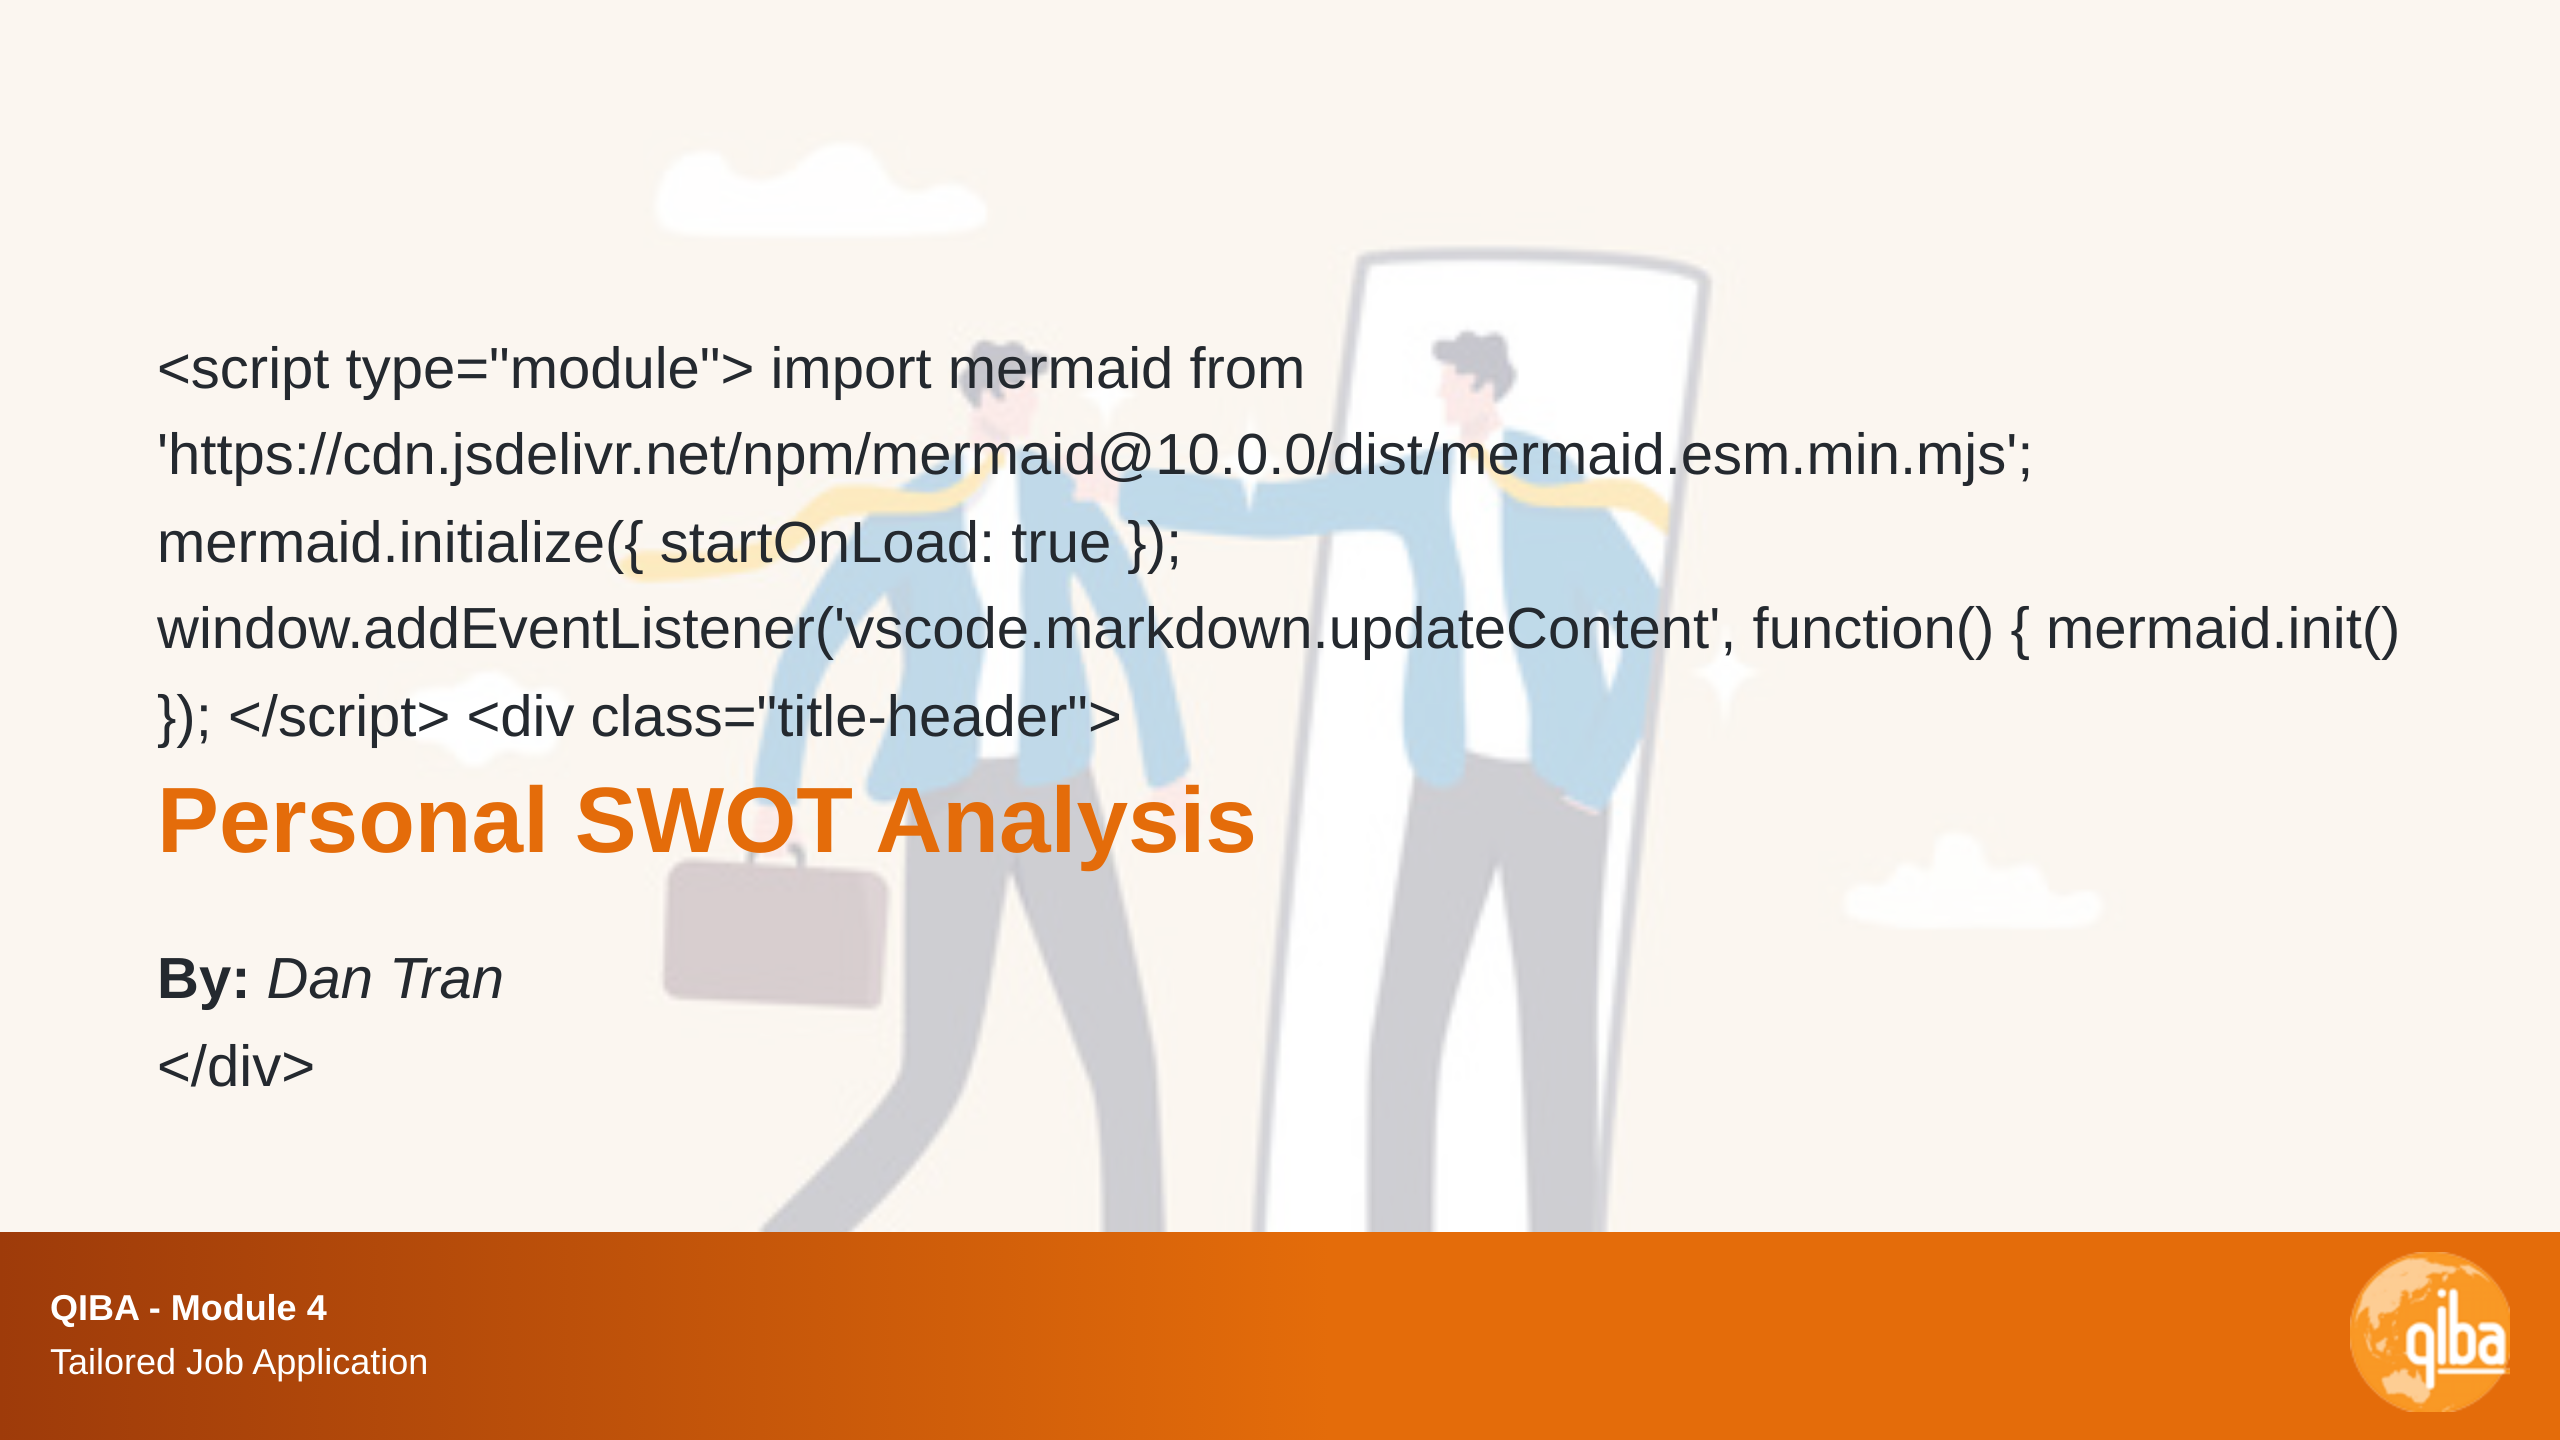 <script type="module"> import mermaid from
'https://cdn.jsdelivr.net/npm/mermaid@10.0.0/dist/mermaid.esm.min.mjs';
mermaid.initialize({ startOnLoad: true });
window.addEventListener('vscode.markdown.updateContent', function() { mermaid.init()
}); </script> <div class="title-header">
Personal SWOT Analysis
By: Dan Tran
</div>
QIBA - Module 4
Tailored Job Application
qiba